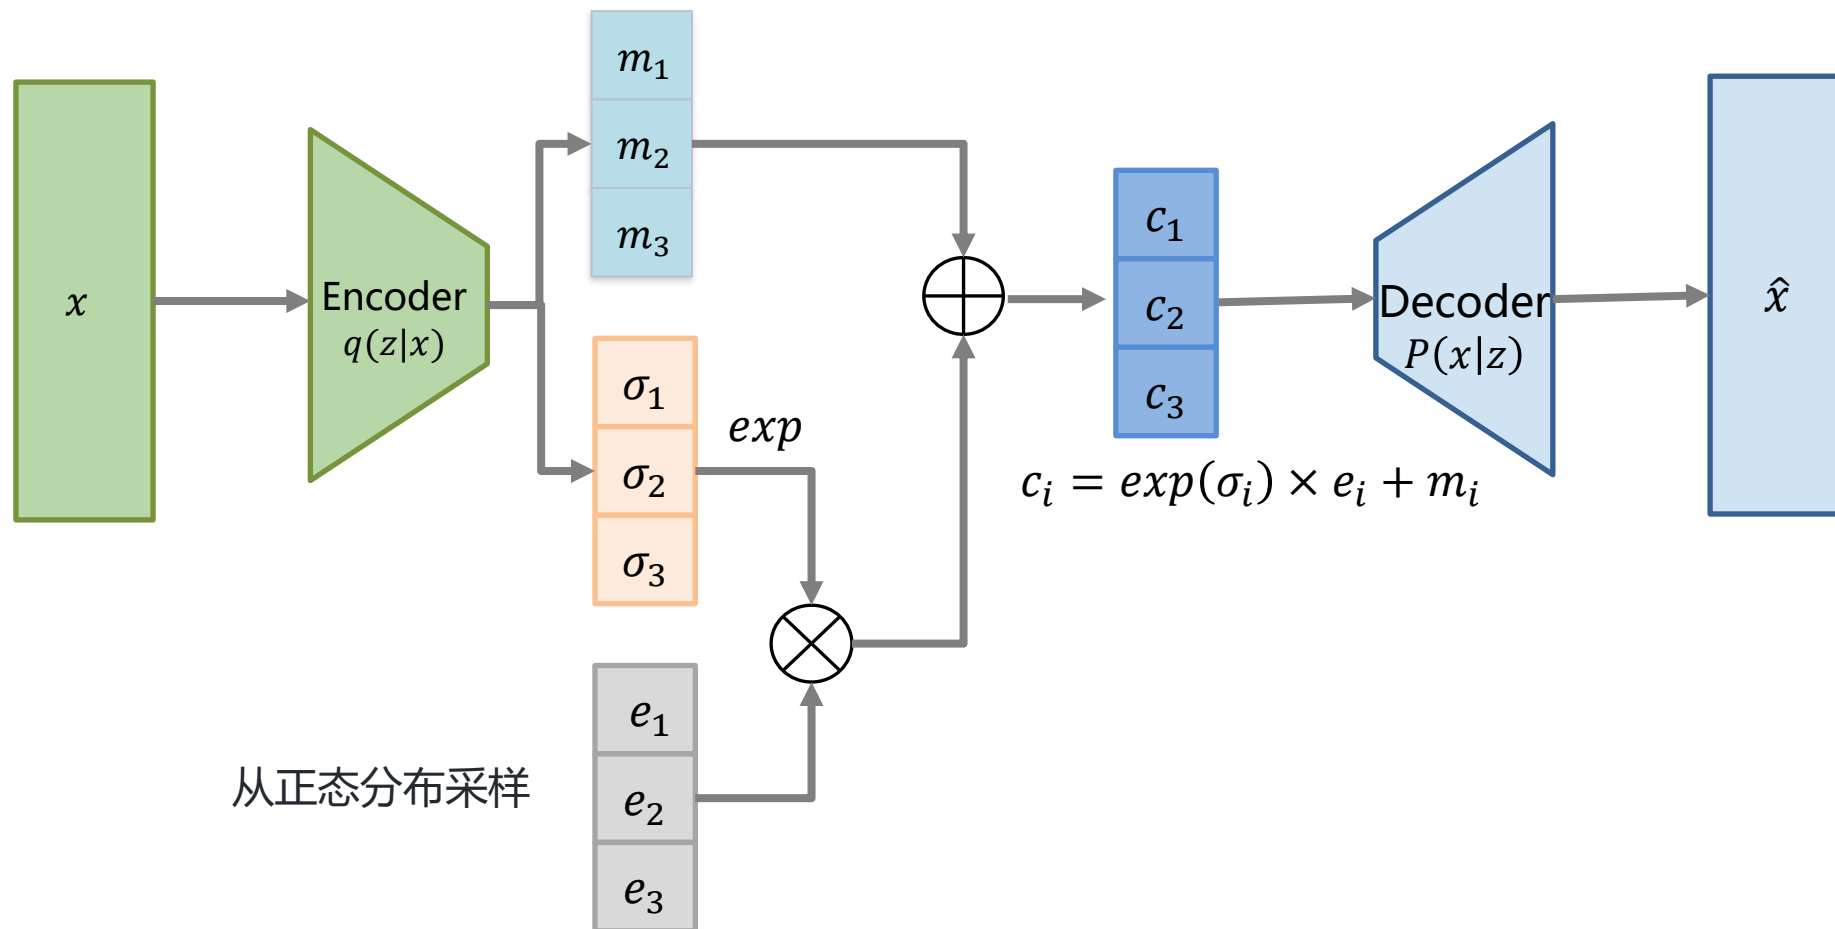 x
Encoder
q(z|x)
m₁
m₂
m₃
σ₁
σ₂
σ₃
exp
从正态分布采样
e₁
e₂
e₃
c₁
c₂
c₃
cᵢ = exp(σᵢ) × eᵢ + mᵢ
Decoder
P(x|z)
x̂